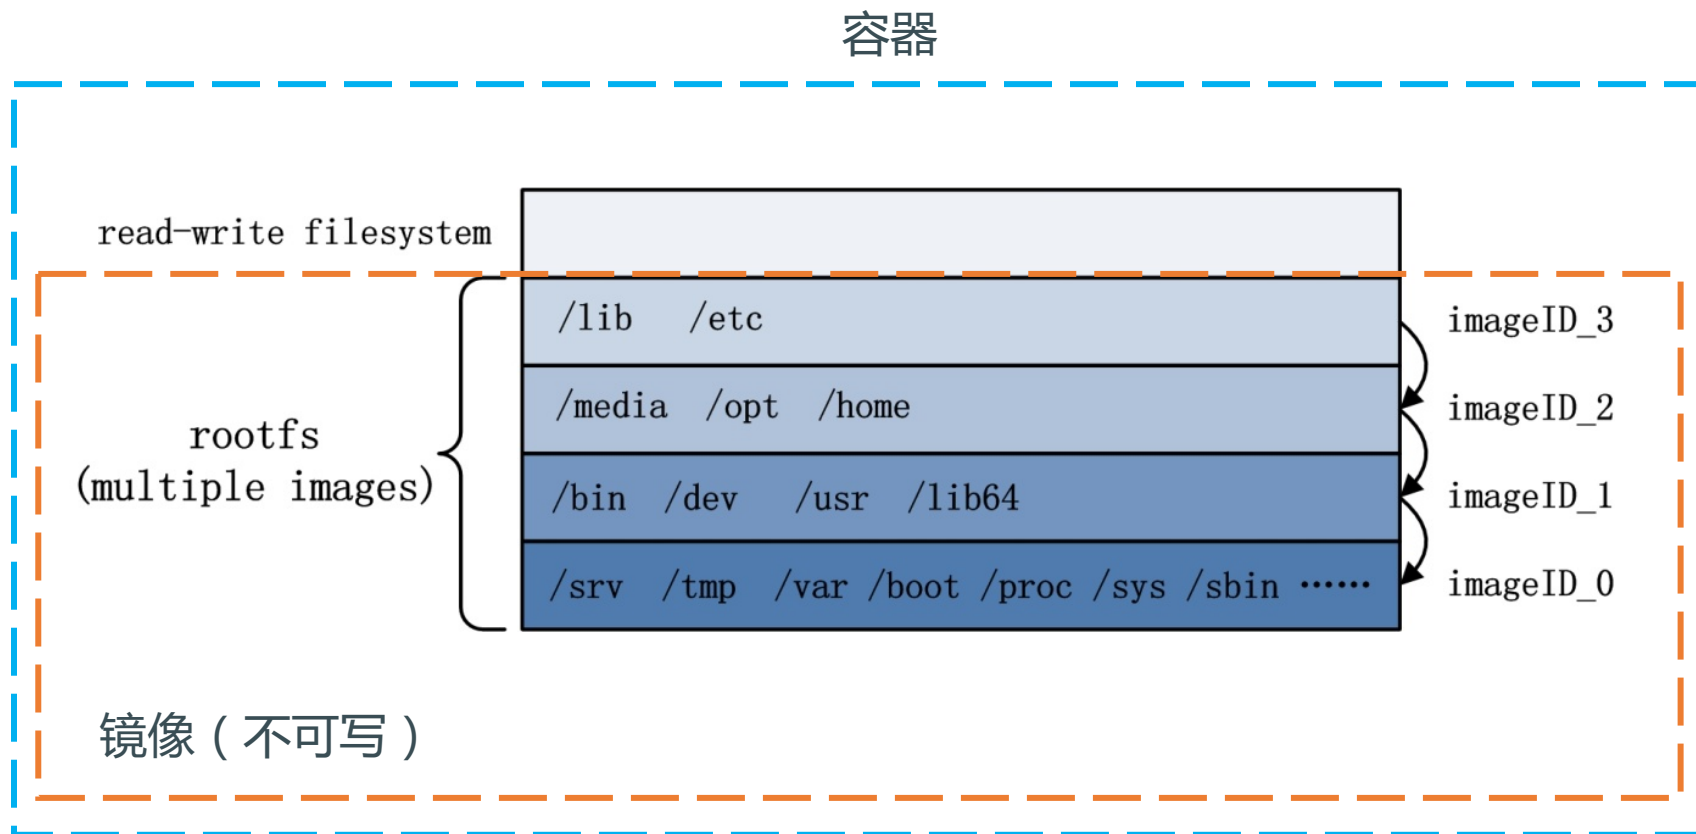 容器
read-write filesystem
/lib /etc
imageID_3
/media /opt /home
imageID_2
rootfs
(multiple images)
/bin /dev /usr /lib64
imageID_1
/srv /tmp /var /boot /proc /sys /sbin ……
imageID_0
镜像（不可写）